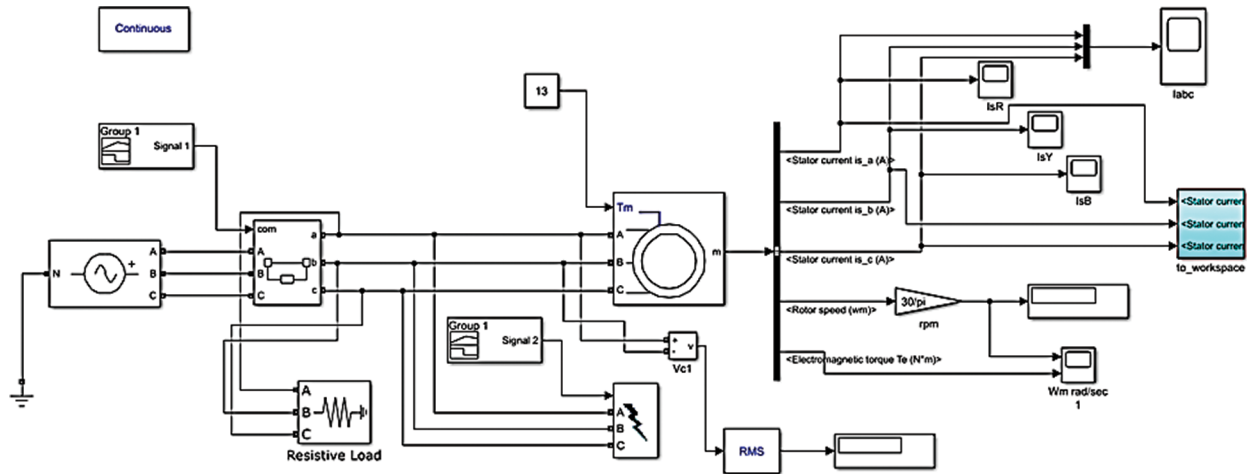 Continuous
Group 1
Signal 1
N
+
A
B
C
com
A
B
C
a
b
c
A
B
C
Resistive Load
13
Tm
A
B
C
m
Group 1
Signal 2
A
B
C
+
-
v
Vc1
RMS
<Stator current is_a (A)>
<Stator current is_b (A)>
<Stator current is_c (A)>
<Rotor speed (wm)>
<Electromagnetic torque Te (N*m)>
30/pi
rpm
Iabc
IsR
IsY
IsB
<Stator curren
<Stator curren
<Stator curren
to_workspace
Wm rad/sec
1